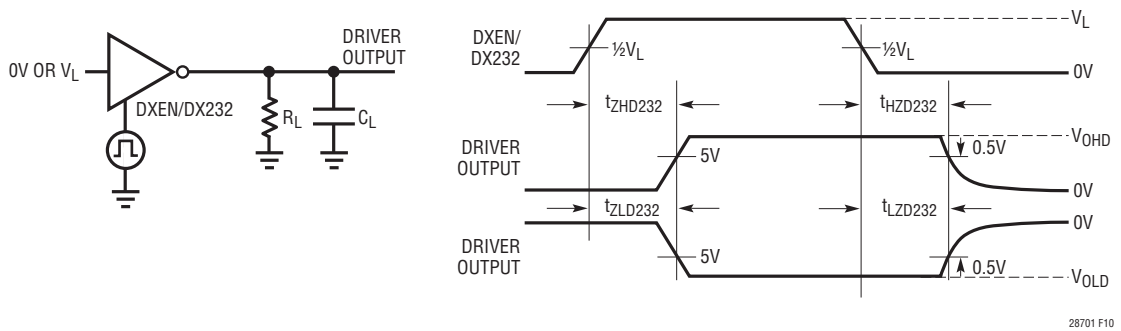 0V OR VL
DXEN/DX232
DRIVER
OUTPUT
RL
CL
DXEN/
DX232
½VL
½VL
VL
0V
tZHD232
tHZD232
DRIVER
OUTPUT
5V
VOHD
0.5V
0V
tZLD232
tLZD232
0V
DRIVER
OUTPUT
5V
0.5V
VOLD
28701 F10